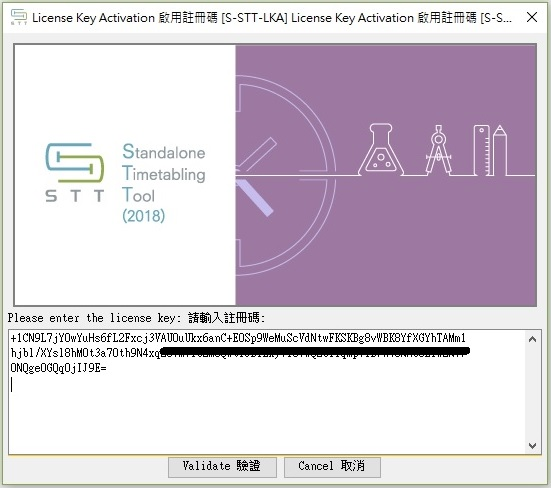 License Key Activation 啟用註冊碼 [S-STT-LKA] License Key Activation 啟用註冊碼 [S-S...
STT
Standalone
Timetabling
Tool
(2018)
STT
Please enter the license key: 請輸入註冊碼:
+1CN9L7jYOwYuHs6fL2Fxcj3VAUOuUkx6anC+EOSp9WeMuScVdNtwFKSKBg8vWBK8YfXGYhTAMm1
hjbl/XYsl8hMOt3a7Oth9N4xq
ONQgeOGQqOjIJ9E=
Validate 驗證
Cancel 取消